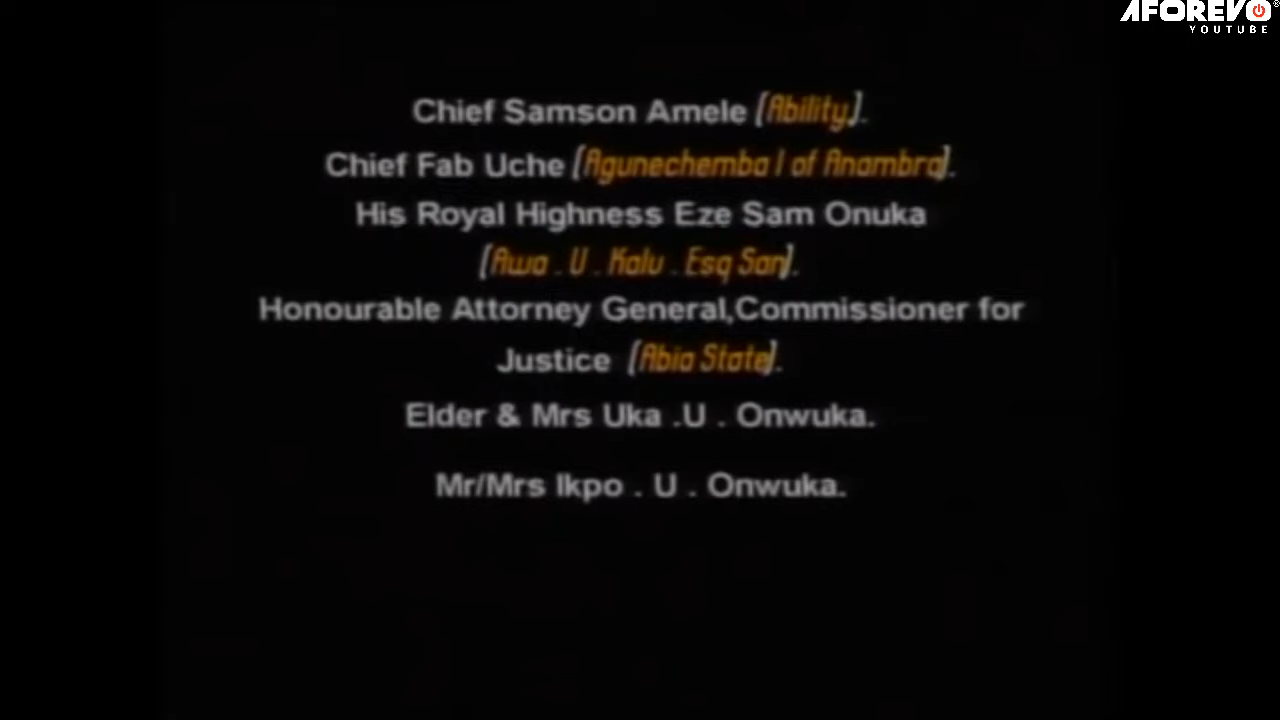 AFOREVO
YOUTUBE
Chief Samson Amele [Ability].
Chief Fab Uche [Agunechemba I of Anambra].
His Royal Highness Eze Sam Onuka
[Awa . U . Kalu . Esq San].
Honourable Attorney General,Commissioner for
Justice [Abia State].
Elder & Mrs Uka .U . Onwuka.
Mr/Mrs Ikpo . U . Onwuka.